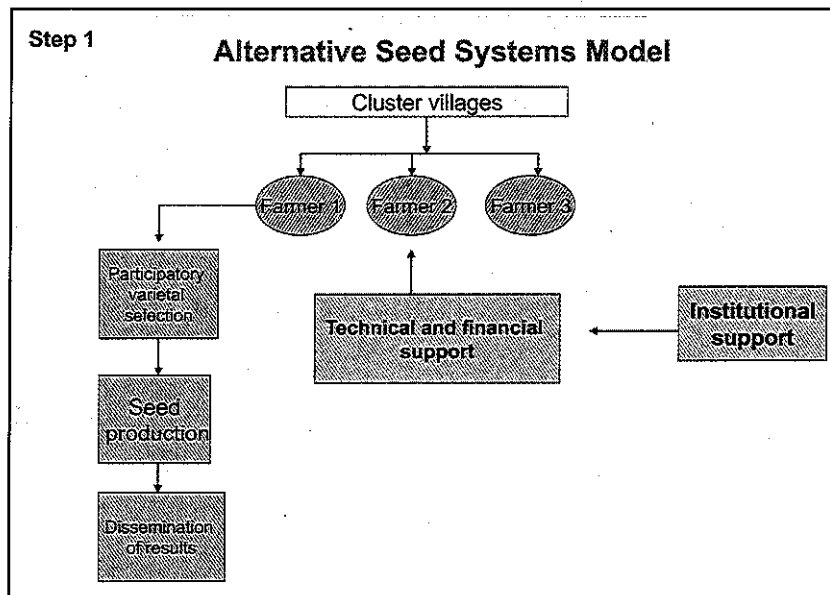 Step 1
Alternative Seed Systems Model
Cluster villages
Farmer 1
Farmer 2
Farmer 3
Participatory
varietal
selection
Technical and financial
support
Institutional
support
Seed
production
Dissemination
of results